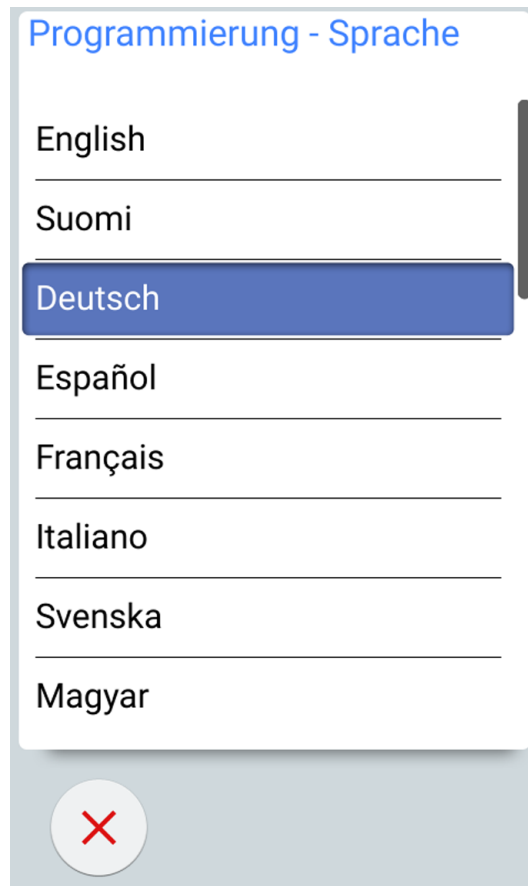 Programmierung - Sprache
English
Suomi
Deutsch
Español
Français
Italiano
Svenska
Magyar